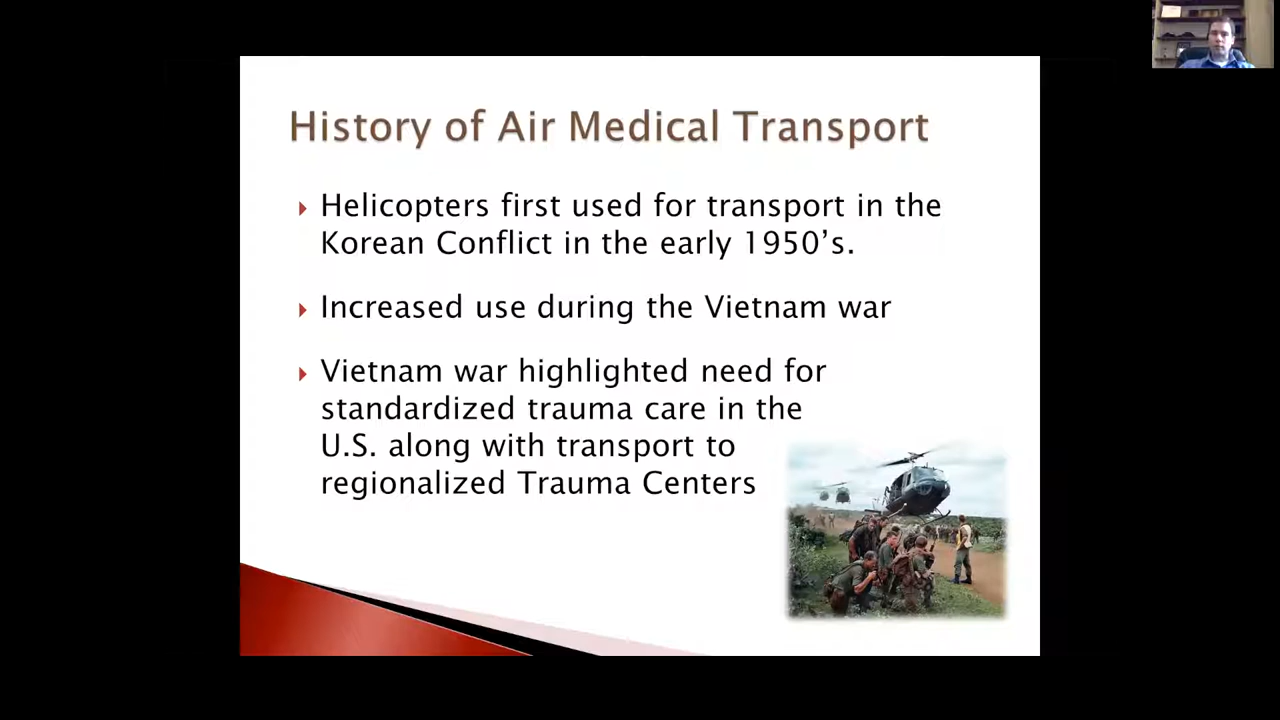 History of Air Medical Transport
Helicopters first used for transport in the
Korean Conflict in the early 1950’s.
Increased use during the Vietnam war
Vietnam war highlighted need for
standardized trauma care in the
U.S. along with transport to
regionalized Trauma Centers